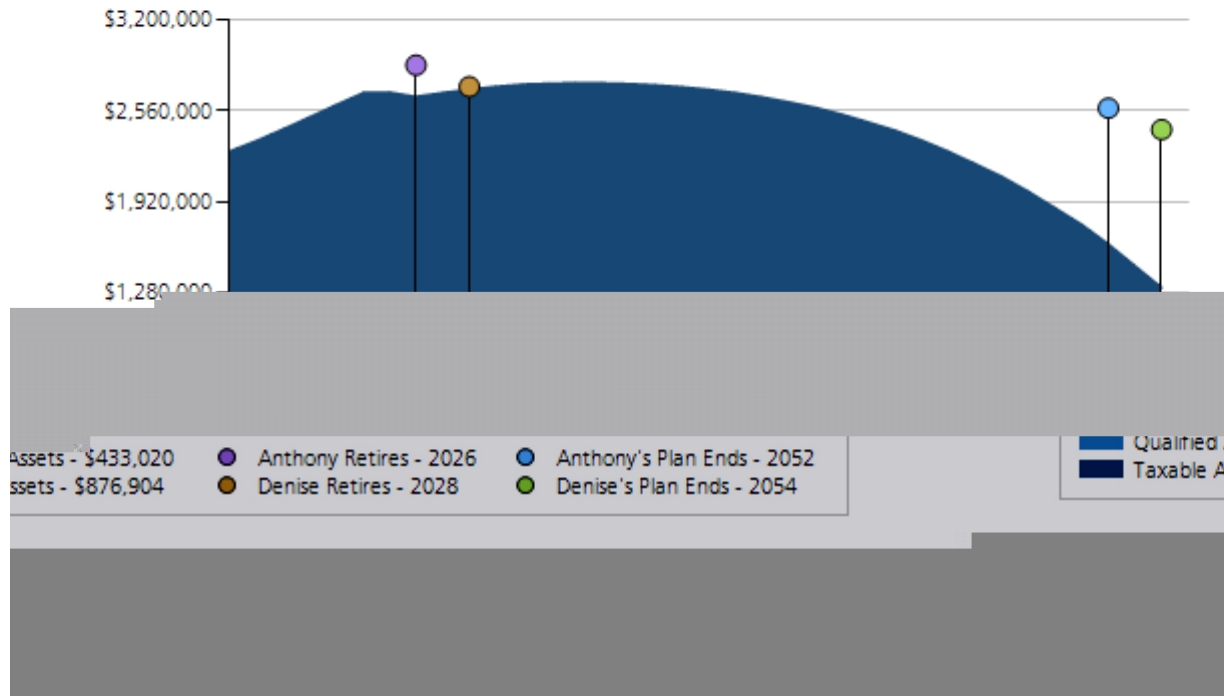 $3,200,000
$2,560,000
$1,920,000
$1,280,000
Assets - $433,020
Anthony Retires - 2026
Anthony's Plan Ends - 2052
Qualified
ssets - $876,904
Denise Retires - 2028
Denise's Plan Ends - 2054
Taxable A